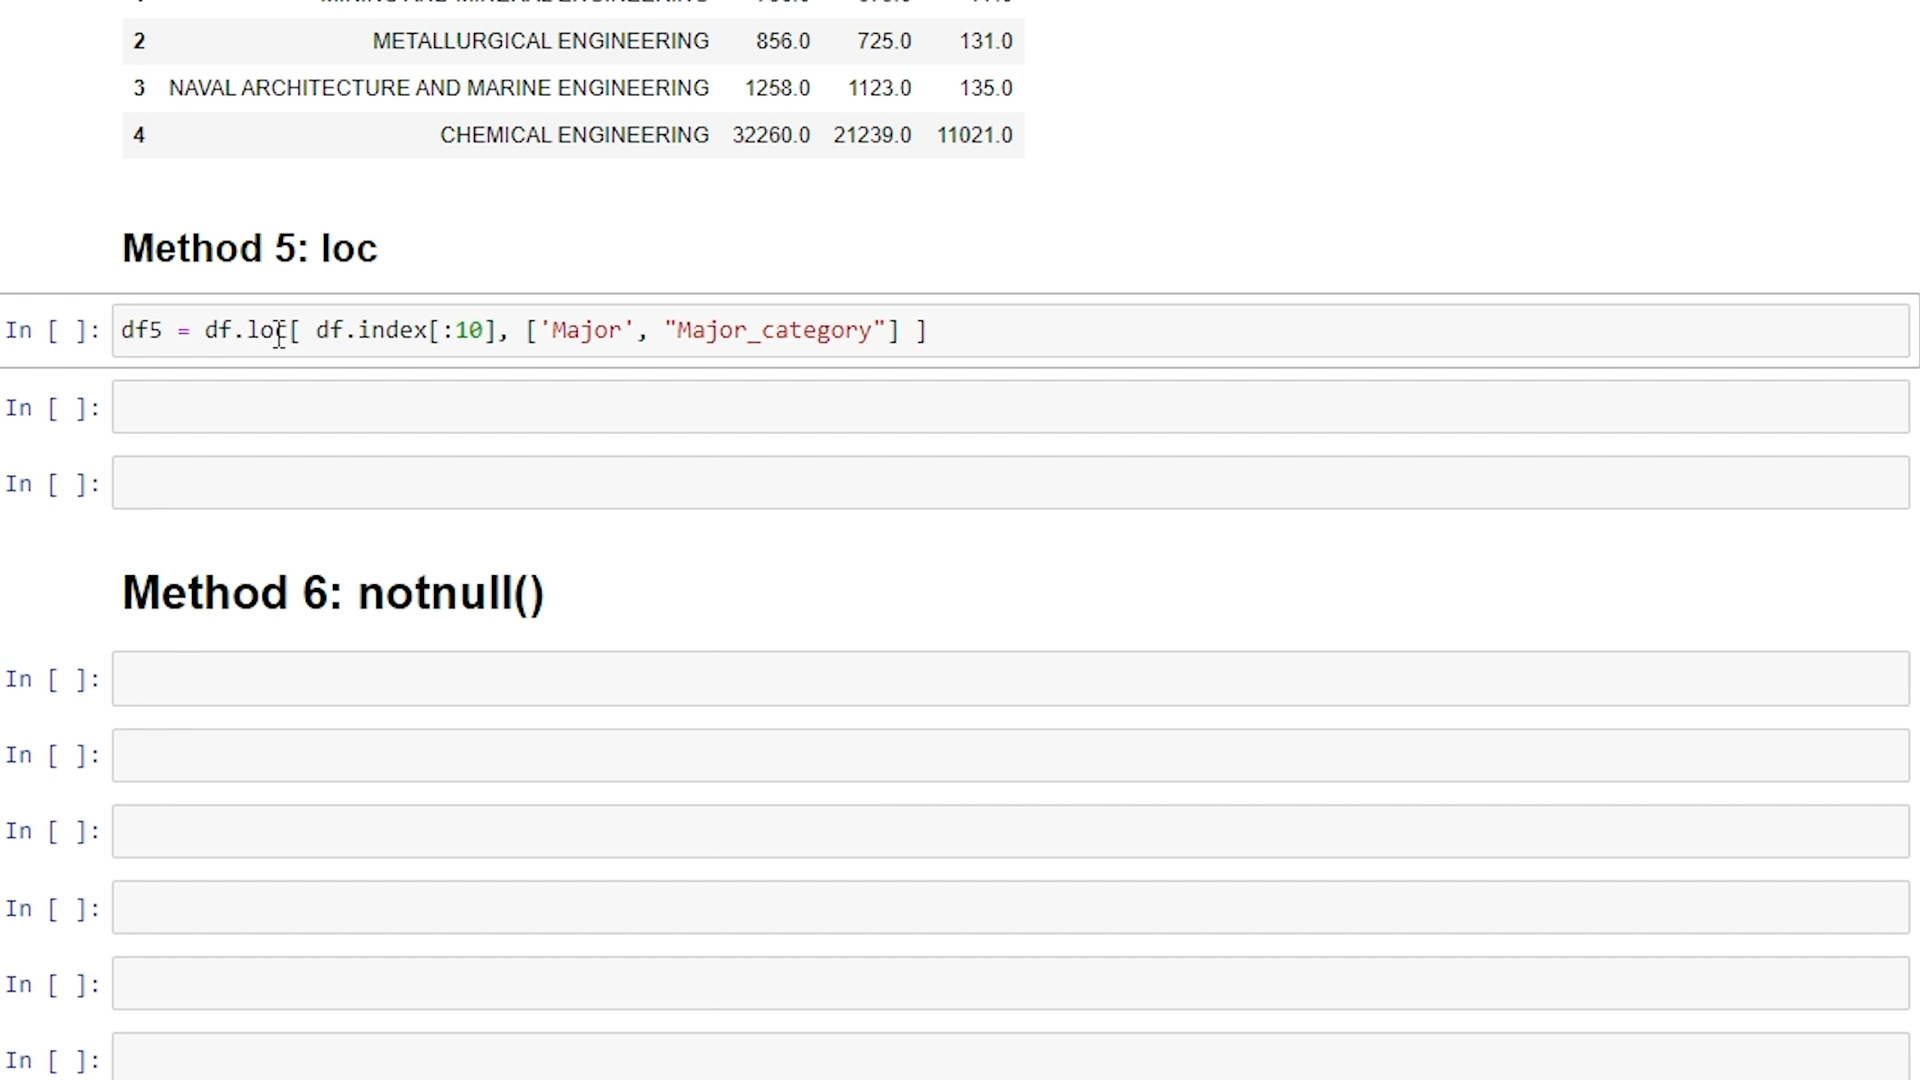 2 METALLURGICAL ENGINEERING 856.0 725.0 131.0
3 NAVAL ARCHITECTURE AND MARINE ENGINEERING 1258.0 1123.0 135.0
4 CHEMICAL ENGINEERING 32260.0 21239.0 11021.0
Method 5: loc
In [ ]: df5 = df.loc[ df.index[:10], ['Major', "Major_category"] ]
In [ ]:
In [ ]:
Method 6: notnull()
In [ ]:
In [ ]:
In [ ]:
In [ ]:
In [ ]:
In [ ]: